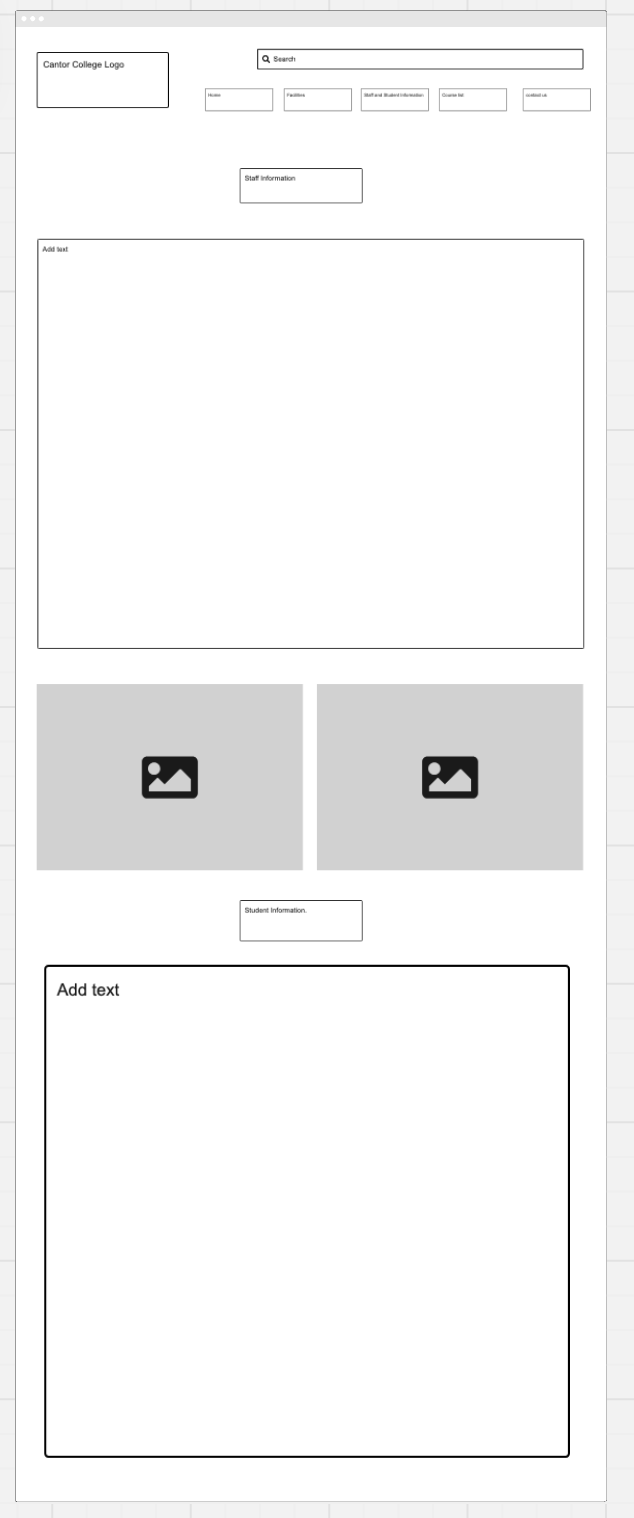 Cantor College Logo
Search
Home
Facilities
Staff and Student Information
Course list
contact us
Staff Information
Add text
Student Information.
Add text